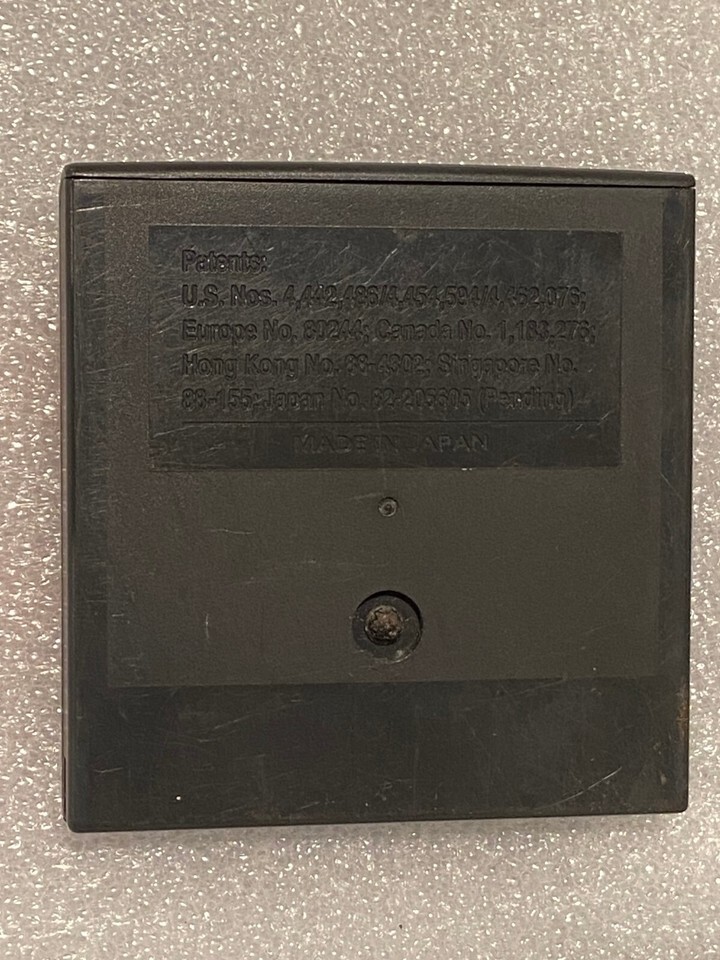 Patents:
U.S. Nos. 4,442,486/4,454,594/4,462,076;
Europe No. 80244; Canada No. 1,183,276;
Hong Kong No. 88-4302; Singapore No.
88-155; Japan No. 82-205605 (Pending)
MADE IN JAPAN